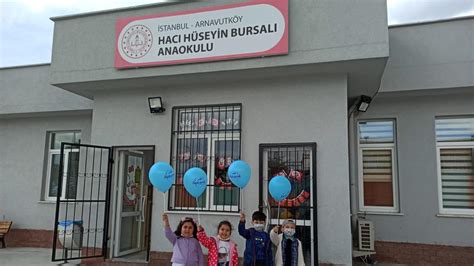 İSTANBUL - ARNAVUTKÖY
HACI HÜSEYİN BURSALI
ANAOKULU